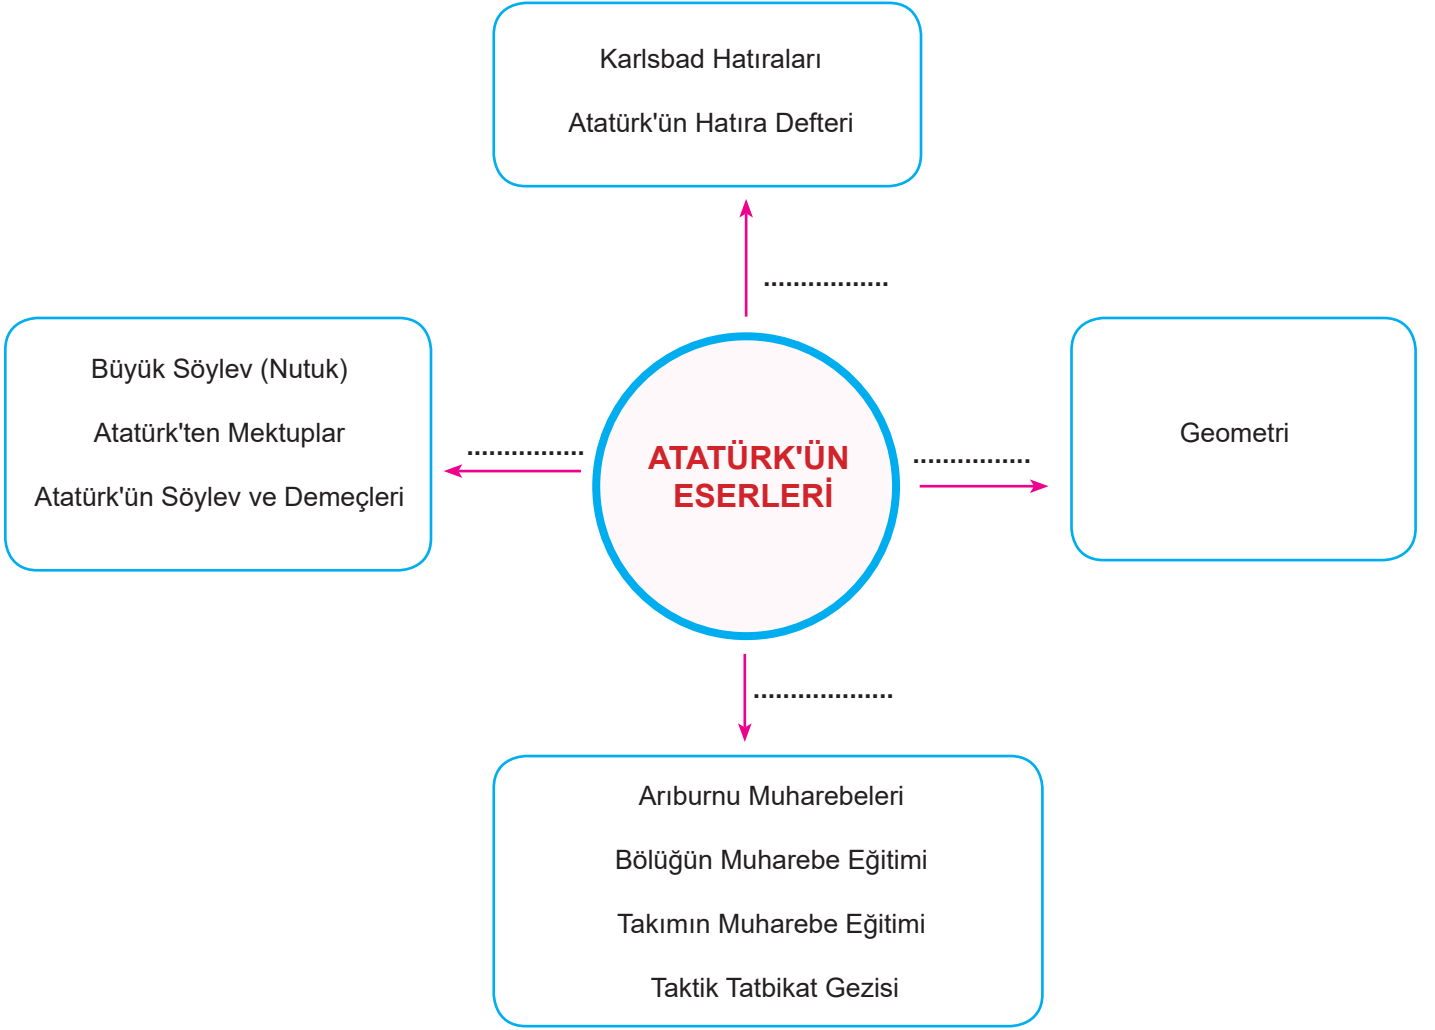 Karlsbad Hatıraları
Atatürk'ün Hatıra Defteri
.................
Büyük Söylev (Nutuk)
Atatürk'ten Mektuplar
Atatürk'ün Söylev ve Demeçleri
................
ATATÜRK'ÜN
ESERLERİ
................
Geometri
...................
Arıburnu Muharebeleri
Bölüğün Muharebe Eğitimi
Takımın Muharebe Eğitimi
Taktik Tatbikat Gezisi